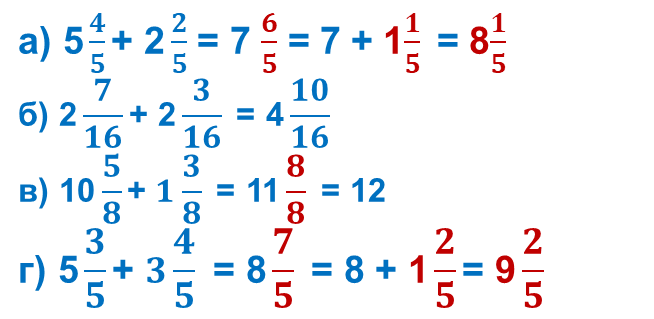 а) 5 4/5 + 2 2/5 = 7 6/5 = 7 + 1 1/5 = 8 1/5
б) 2 7/16 + 2 3/16 = 4 10/16
в) 10 5/8 + 1 3/8 = 11 8/8 = 12
г) 5 3/5 + 3 4/5 = 8 7/5 = 8 + 1 2/5 = 9 2/5